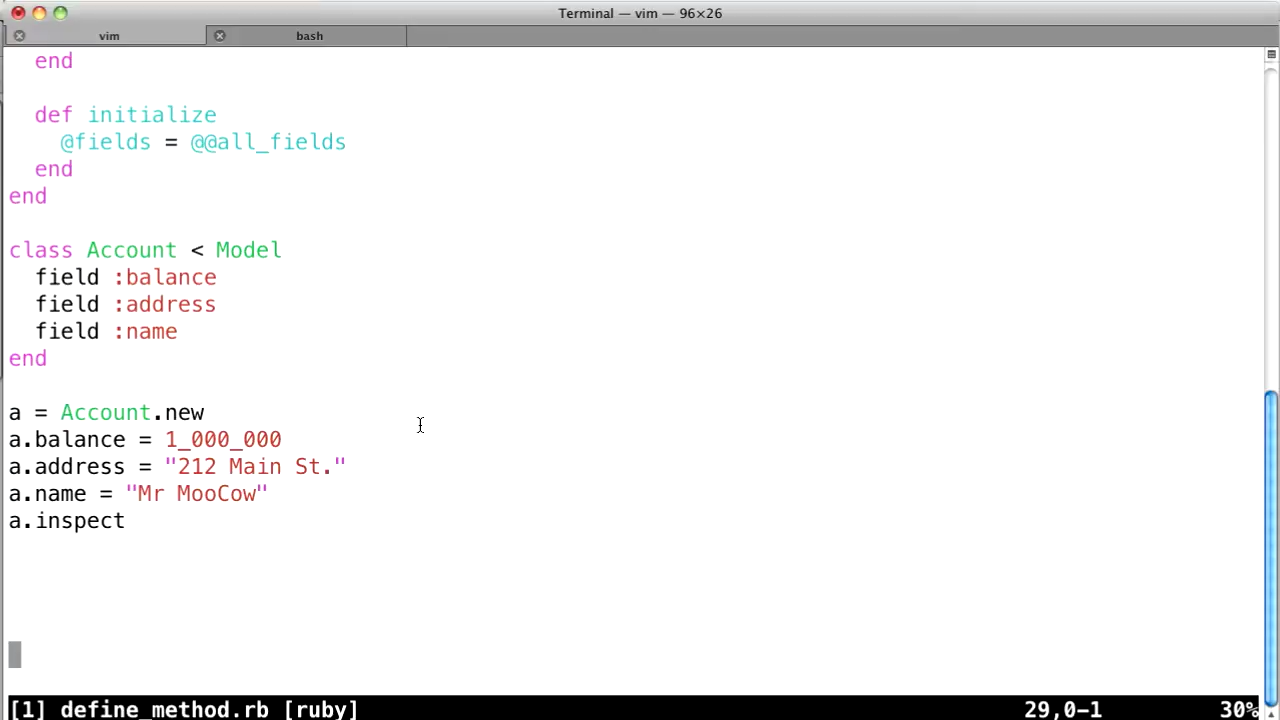 Terminal — vim — 96×26
vim
bash
end
def initialize
@fields = @@all_fields
end
end
class Account < Model
field :balance
field :address
field :name
end
a = Account.new
a.balance = 1_000_000
a.address = "212 Main St."
a.name = "Mr MooCow"
a.inspect
[1] define_method.rb [ruby] 29,0-1 30%